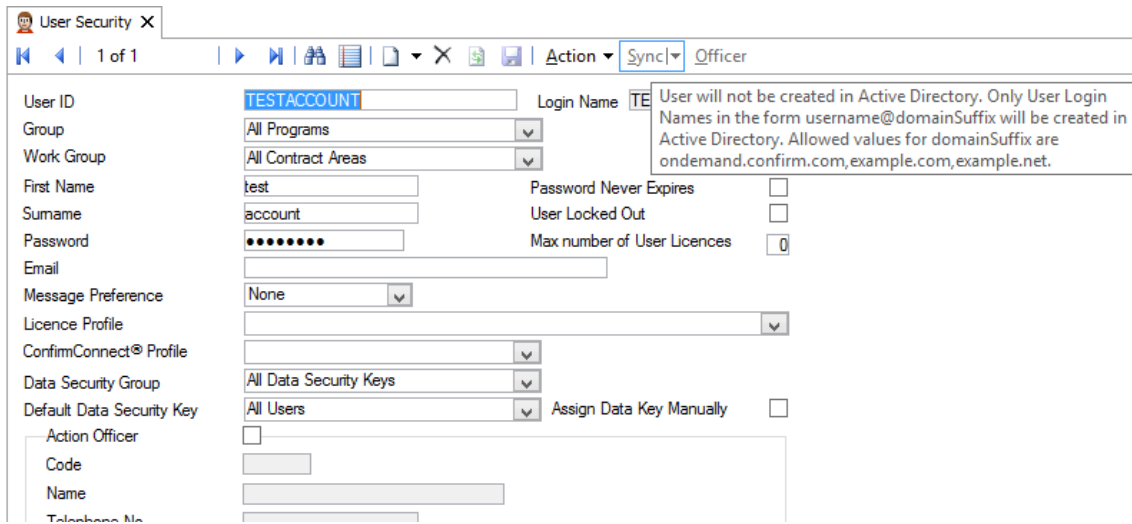 User Security X
1 of 1 Action Sync Officer
User ID TESTACCOUNT Login Name TE
User will not be created in Active Directory. Only User Login
Names in the form username@domainSuffix will be created in
Active Directory. Allowed values for domainSuffix are
ondemand.confirm.com,example.com,example.net.
Group All Programs
Work Group All Contract Areas
First Name test Password Never Expires
Surname account User Locked Out
Password •••••••• Max number of User Licences 0
Email
Message Preference None
Licence Profile
ConfirmConnect® Profile
Data Security Group All Data Security Keys
Default Data Security Key All Users Assign Data Key Manually
Action Officer
Code
Name
Telephone No